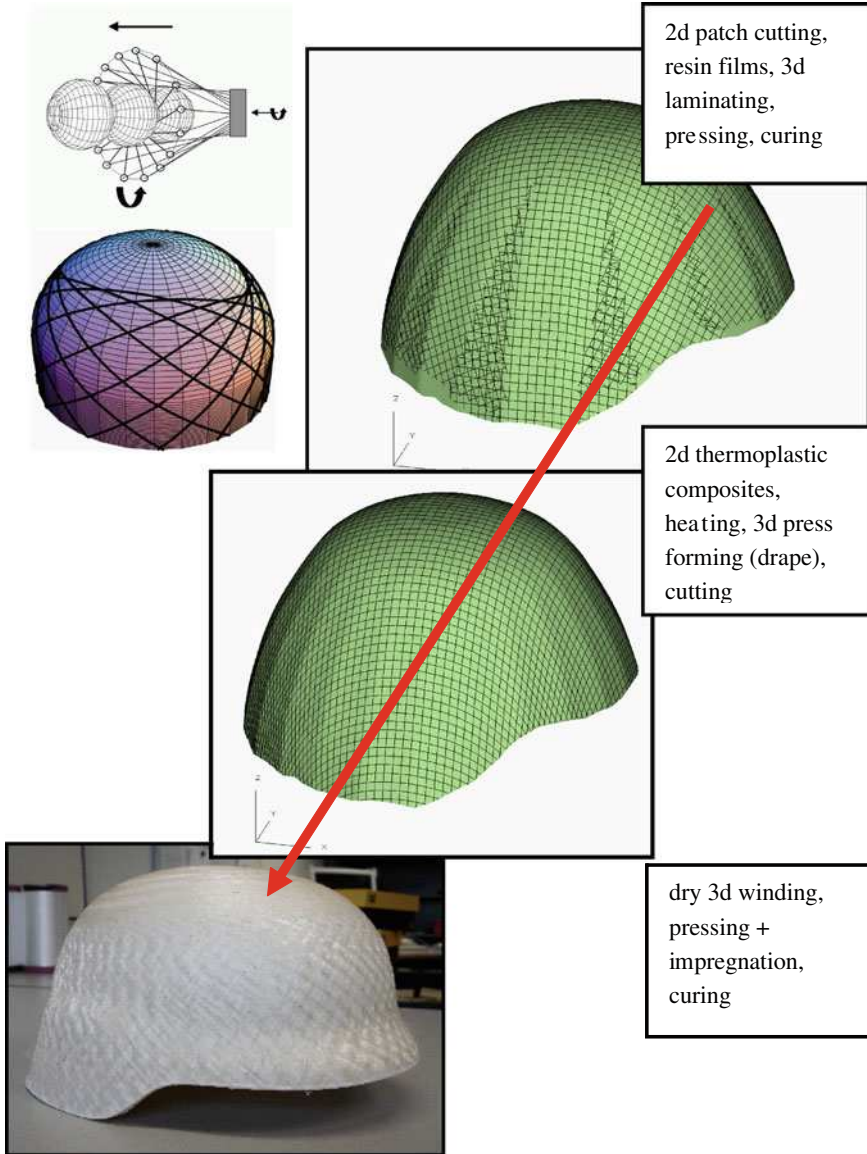 2d patch cutting,
resin films, 3d
laminating,
pressing, curing
Z
Y
2d thermoplastic
composites,
heating, 3d press
forming (drape),
cutting
Z
Y
X
dry 3d winding,
pressing +
impregnation,
curing